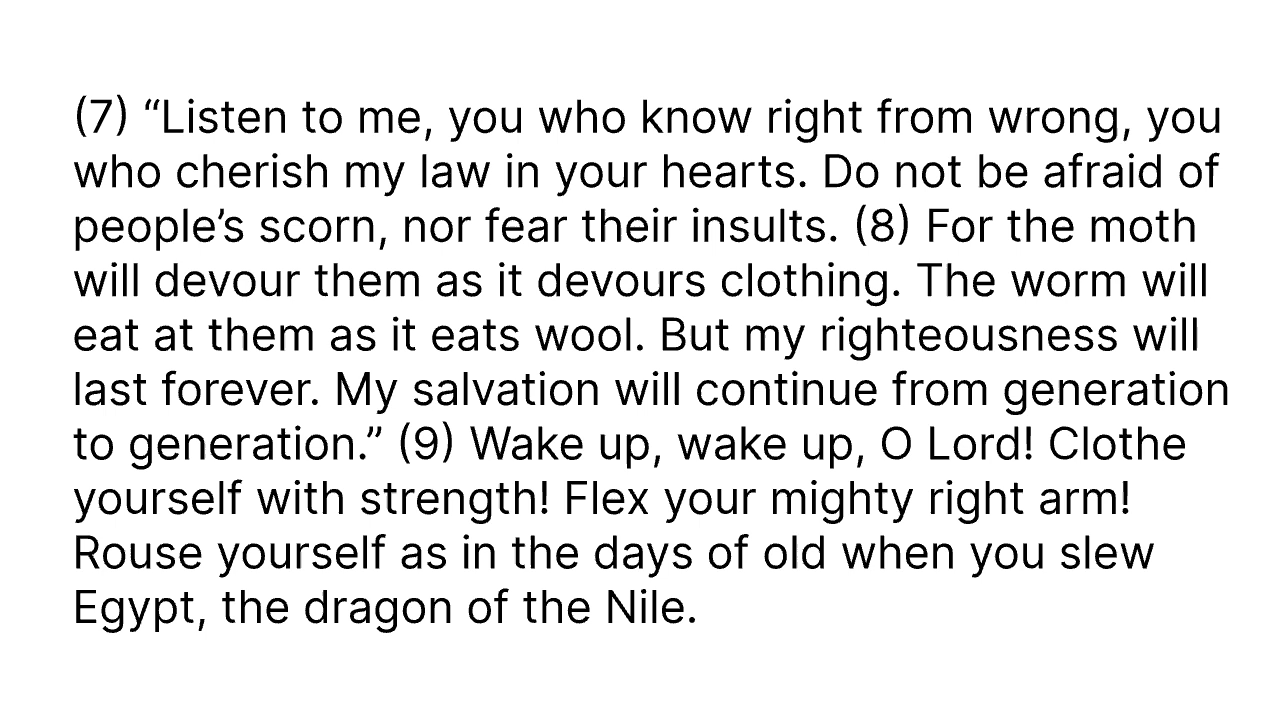 (7) “Listen to me, you who know right from wrong, you
who cherish my law in your hearts. Do not be afraid of
people’s scorn, nor fear their insults. (8) For the moth
will devour them as it devours clothing. The worm will
eat at them as it eats wool. But my righteousness will
last forever. My salvation will continue from generation
to generation.” (9) Wake up, wake up, O Lord! Clothe
yourself with strength! Flex your mighty right arm!
Rouse yourself as in the days of old when you slew
Egypt, the dragon of the Nile.